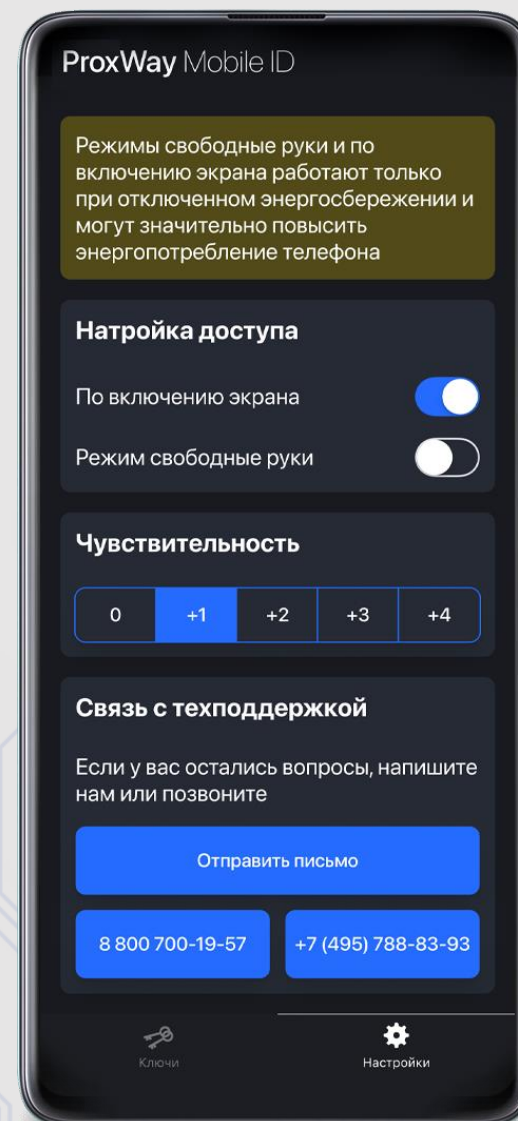 ProxWay Mobile ID
Режимы свободные руки и по
включению экрана работают только
при отключенном энергосбережении и
могут значительно повысить
энергопотребление телефона
Натройка доступа
По включению экрана
Режим свободные руки
Чувствительность
0 +1 +2 +3 +4
Связь с техподдержкой
Если у вас остались вопросы, напишите
нам или позвоните
Отправить письмо
8 800 700-19-57 +7 (495) 788-83-93
Ключи Настройки